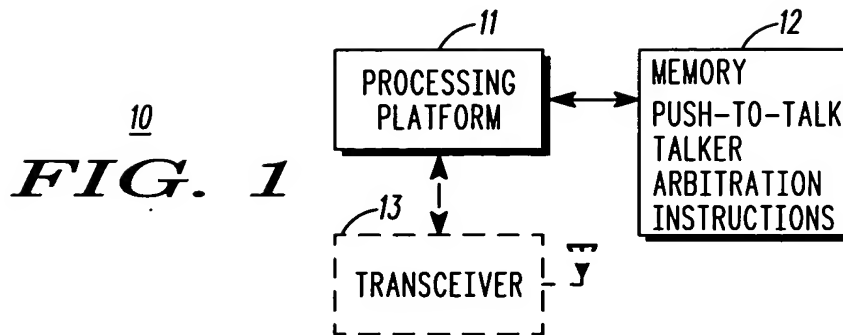 10
FIG. 1
11
PROCESSING
PLATFORM
12
MEMORY
PUSH-TO-TALK
TALKER
ARBITRATION
INSTRUCTIONS
13
TRANSCEIVER